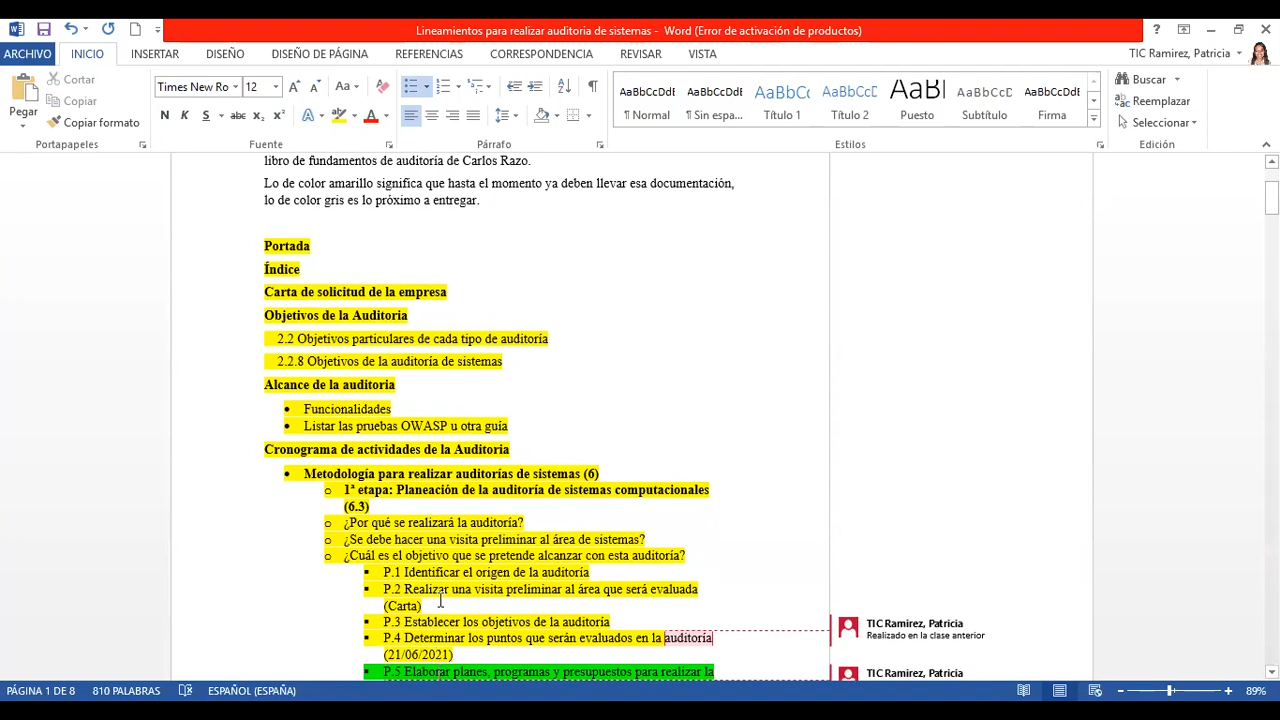 Lineamientos para realizar auditoria de sistemas - Word (Error de activación de productos)
ARCHIVO INICIO INSERTAR DISEÑO DISEÑO DE PÁGINA REFERENCIAS CORRESPONDENCIA REVISAR VISTA TIC Ramirez, Patricia
Pegar
Cortar
Copiar
Copiar formato
Portapapeles
Times New Ro 12
N K S abc x₂ x²
Fuente
Párrafo
AaBbCcDdI AaBbCcDdI AaBbCc AaBbCcD AaBl AaBbCcD AaBbCcDdI
¶ Normal ¶ Sin espa... Título 1 Título 2 Puesto Subtítulo Firma
Estilos
Buscar
Reemplazar
Seleccionar
Edición
libro de fundamentos de auditoría de Carlos Razo.
Lo de color amarillo significa que hasta el momento ya deben llevar esa documentación,
lo de color gris es lo próximo a entregar.
Portada
Índice
Carta de solicitud de la empresa
Objetivos de la Auditoria
2.2 Objetivos particulares de cada tipo de auditoría
2.2.8 Objetivos de la auditoría de sistemas
Alcance de la auditoria
• Funcionalidades
• Listar las pruebas OWASP u otra guía
Cronograma de actividades de la Auditoria
• Metodología para realizar auditorías de sistemas (6)
o 1ª etapa: Planeación de la auditoría de sistemas computacionales
(6.3)
o ¿Por qué se realizará la auditoría?
o ¿Se debe hacer una visita preliminar al área de sistemas?
o ¿Cuál es el objetivo que se pretende alcanzar con esta auditoría?
▪ P.1 Identificar el origen de la auditoría
▪ P.2 Realizar una visita preliminar al área que será evaluada
(Carta)
▪ P.3 Establecer los objetivos de la auditoría
▪ P.4 Determinar los puntos que serán evaluados en la auditoría
(21/06/2021)
▪ P.5 Elaborar planes, programas y presupuestos para realizar la
TIC Ramirez, Patricia
Realizado en la clase anterior
TIC Ramirez, Patricia
PÁGINA 1 DE 8 810 PALABRAS ESPAÑOL (ESPAÑA) 89%